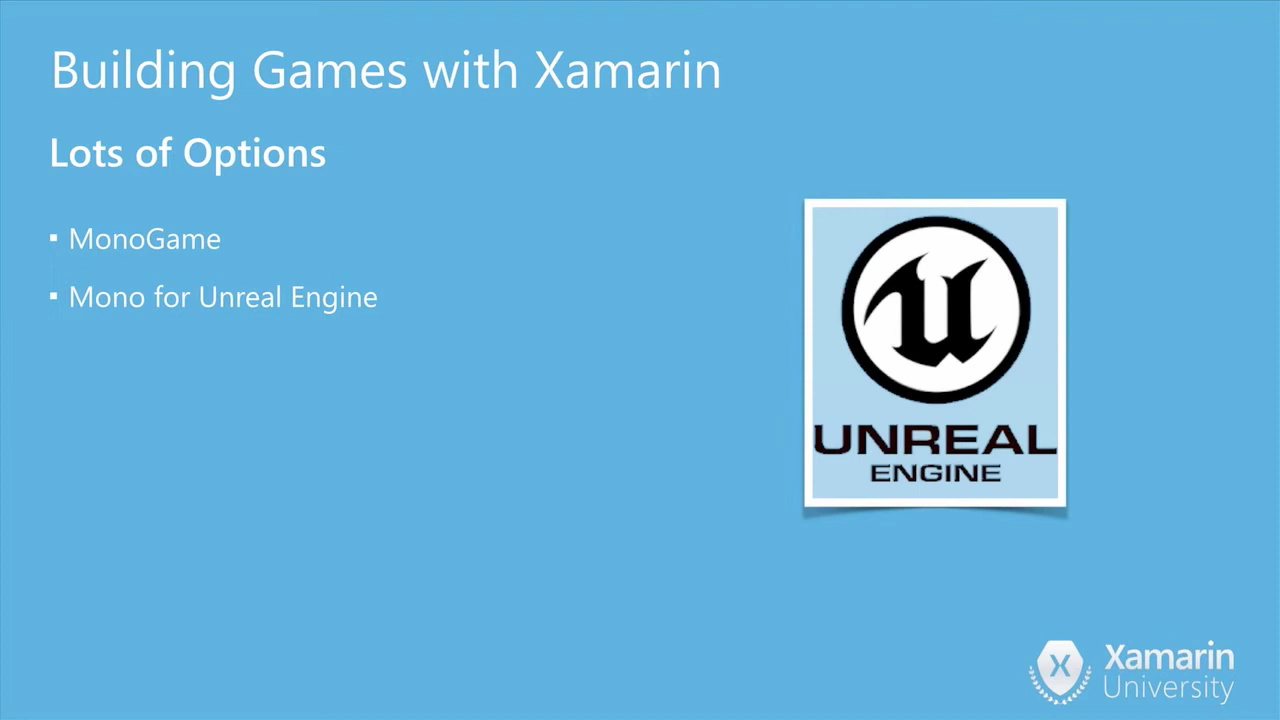 Building Games with Xamarin
Lots of Options
▪ MonoGame
▪ Mono for Unreal Engine
UNREAL
ENGINE
Xamarin
University